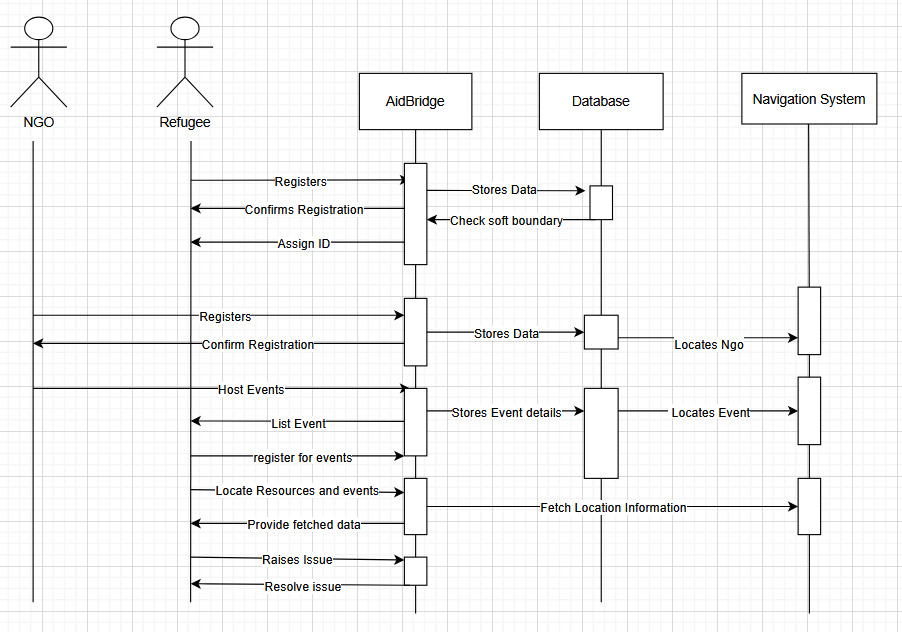 NGO
Refugee
AidBridge
Database
Navigation System
Registers
Stores Data
Confirms Registration
Check soft boundary
Assign ID
Registers
Stores Data
Confirm Registration
Locates Ngo
Host Events
Stores Event details
Locates Event
List Event
register for events
Locate Resources and events
Fetch Location Information
Provide fetched data
Raises Issue
Resolve issue